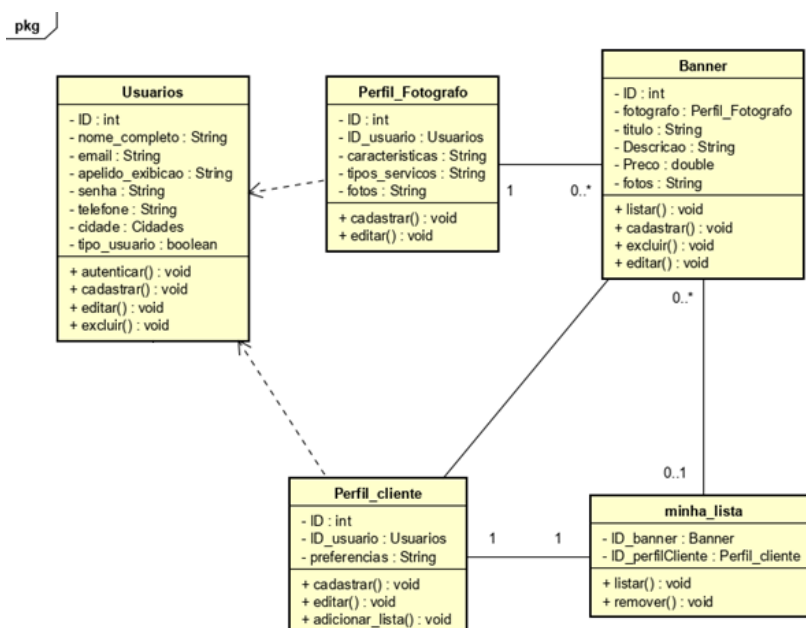 pkg
Usuarios
- ID : int
- nome_completo : String
- email : String
- apelido_exibicao : String
- senha : String
- telefone : String
- cidade : Cidades
- tipo_usuario : boolean
+ autenticar() : void
+ cadastrar() : void
+ editar() : void
+ excluir() : void
Perfil_Fotografo
- ID : int
- ID_usuario : Usuarios
- caracteristicas : String
- tipos_servicos : String
- fotos : String
+ cadastrar() : void
+ editar() : void
1
0..*
Banner
- ID : int
- fotografo : Perfil_Fotografo
- titulo : String
- Descricao : String
- Preco : double
- fotos : String
+ listar() : void
+ cadastrar() : void
+ excluir() : void
+ editar() : void
0..*
0..1
Perfil_cliente
- ID : int
- ID_usuario : Usuarios
- preferencias : String
+ cadastrar() : void
+ editar() : void
+ adicionar_lista() : void
1
1
minha_lista
- ID_banner : Banner
- ID_perfilCliente : Perfil_cliente
+ listar() : void
+ remover() : void